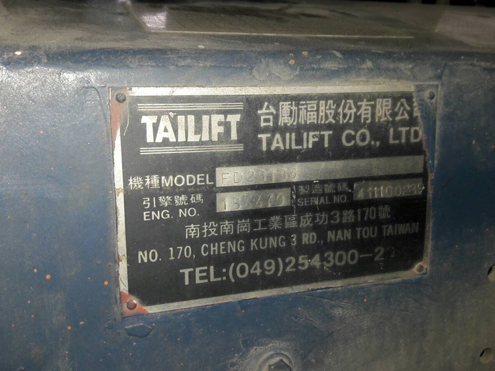 TAILIFT
台勵福股份有限公司
TAILIFT CO., LTD
機種MODEL
引擎號碼 製造號碼
ENG. NO. SERIAL NO.
南投南崗工業區成功3路170號
NO. 170, CHENG KUNG 3 RD., NAN TOU TAIWAN
TEL:(049)254300-2